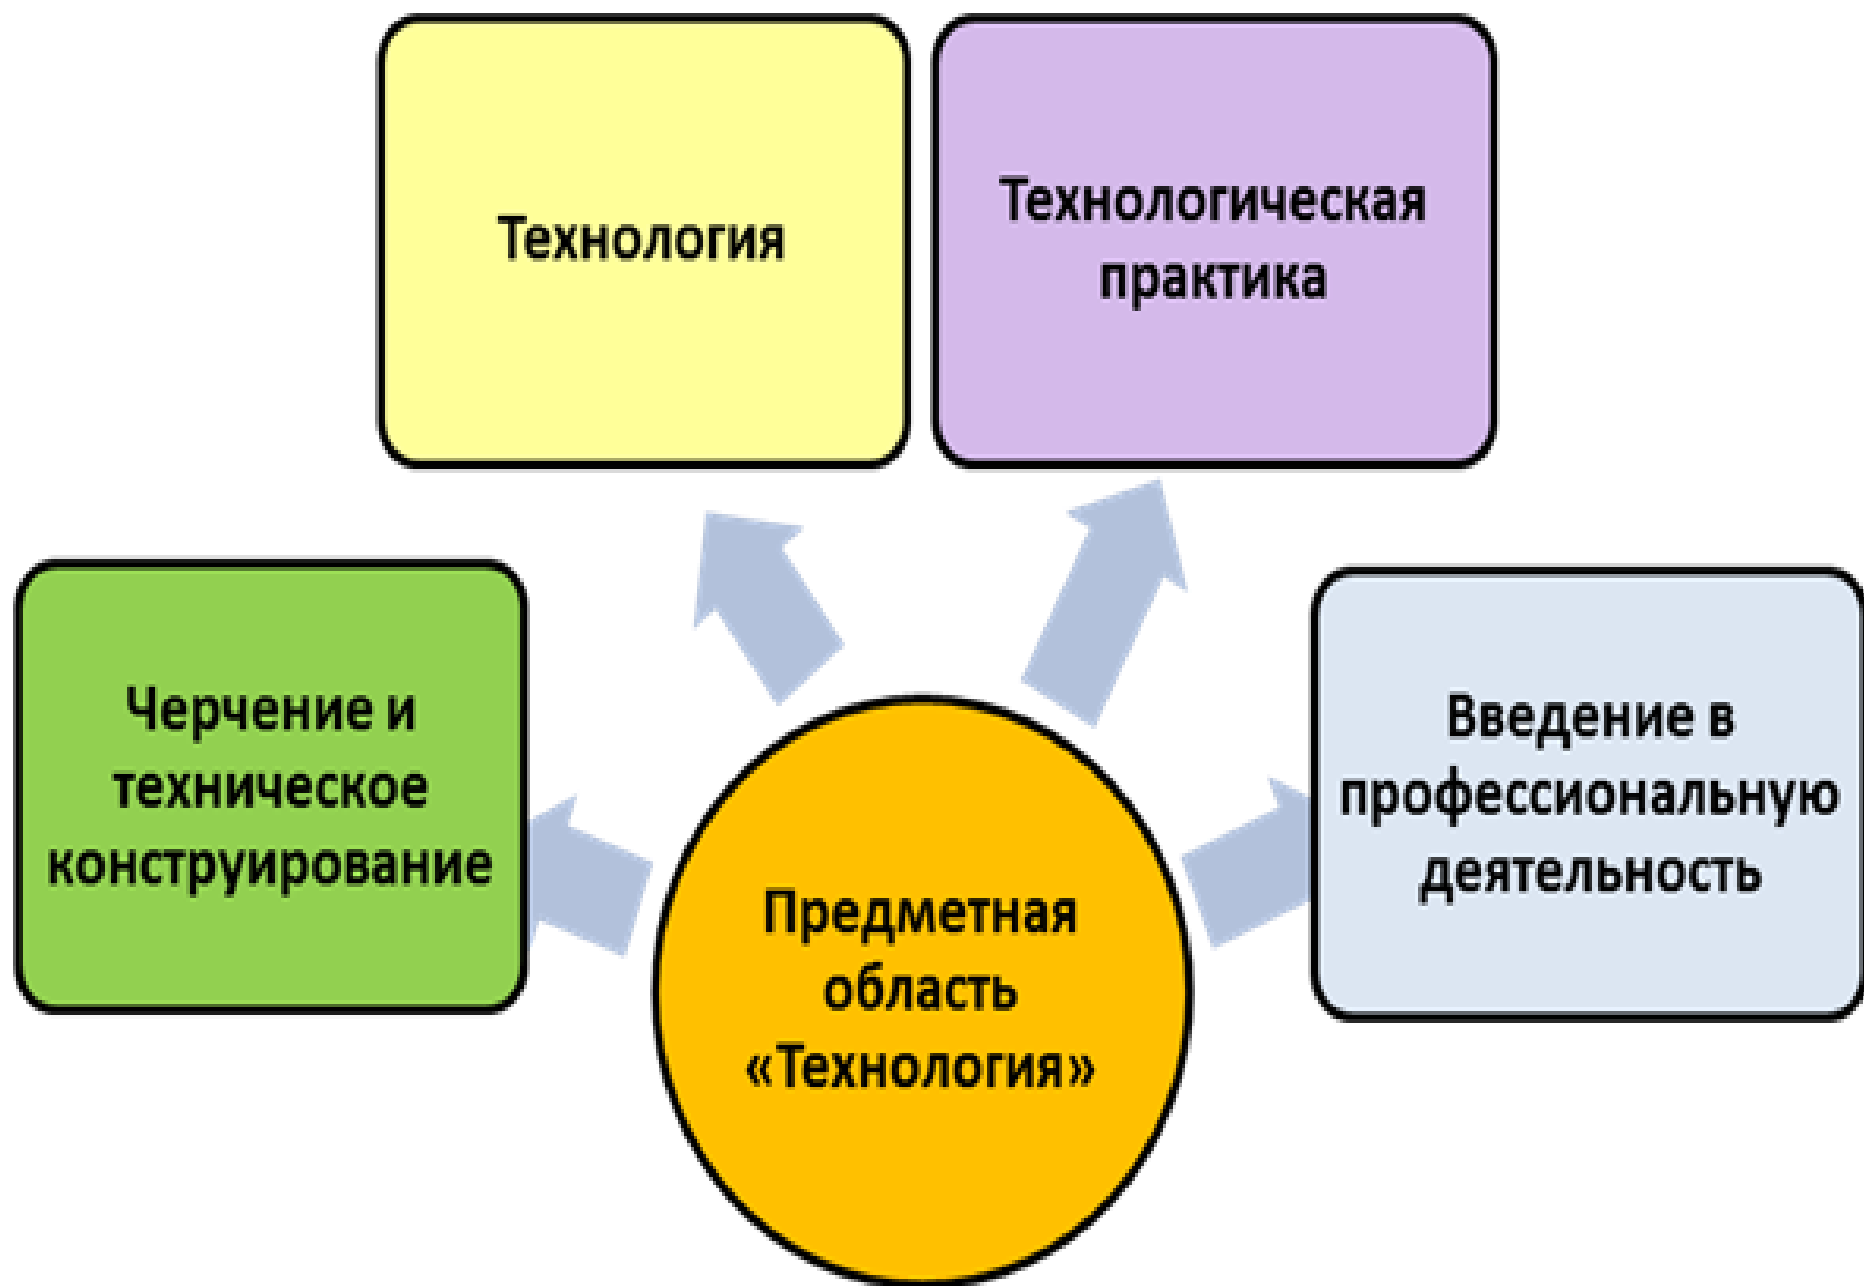 Технология
Технологическая
практика
Черчение и
техническое
конструирование
Введение в
профессиональную
деятельность
Предметная
область
«Технология»